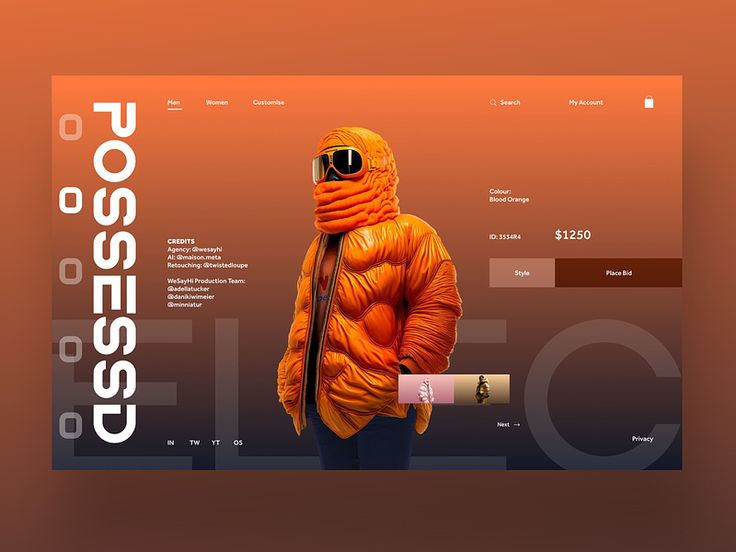 POSSESSD
Men
Women
Customise
Search
My Account
Colour:
Blood Orange
ID: 3534R4
$1250
Style
Place Bid
CREDITS
Agency: @wesayhi
AI: @maison.meta
Retouching: @twistedloupe
WeSayHi Production Team:
@adellatucker
@danikiwimeier
@minniatur
ELEC
Next →
IN
TW
YT
OS
Privacy